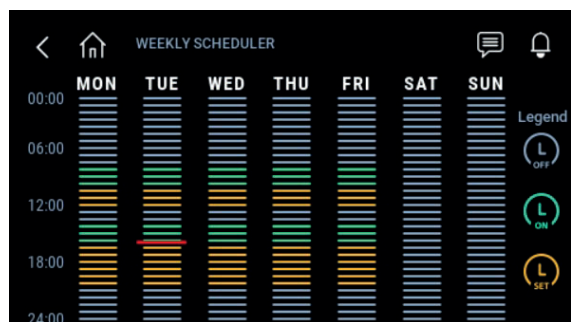 WEEKLY SCHEDULER
MON TUE WED THU FRI SAT SUN
00:00
Legend
06:00
L
OFF
12:00
L
ON
18:00
L
SET
24:00